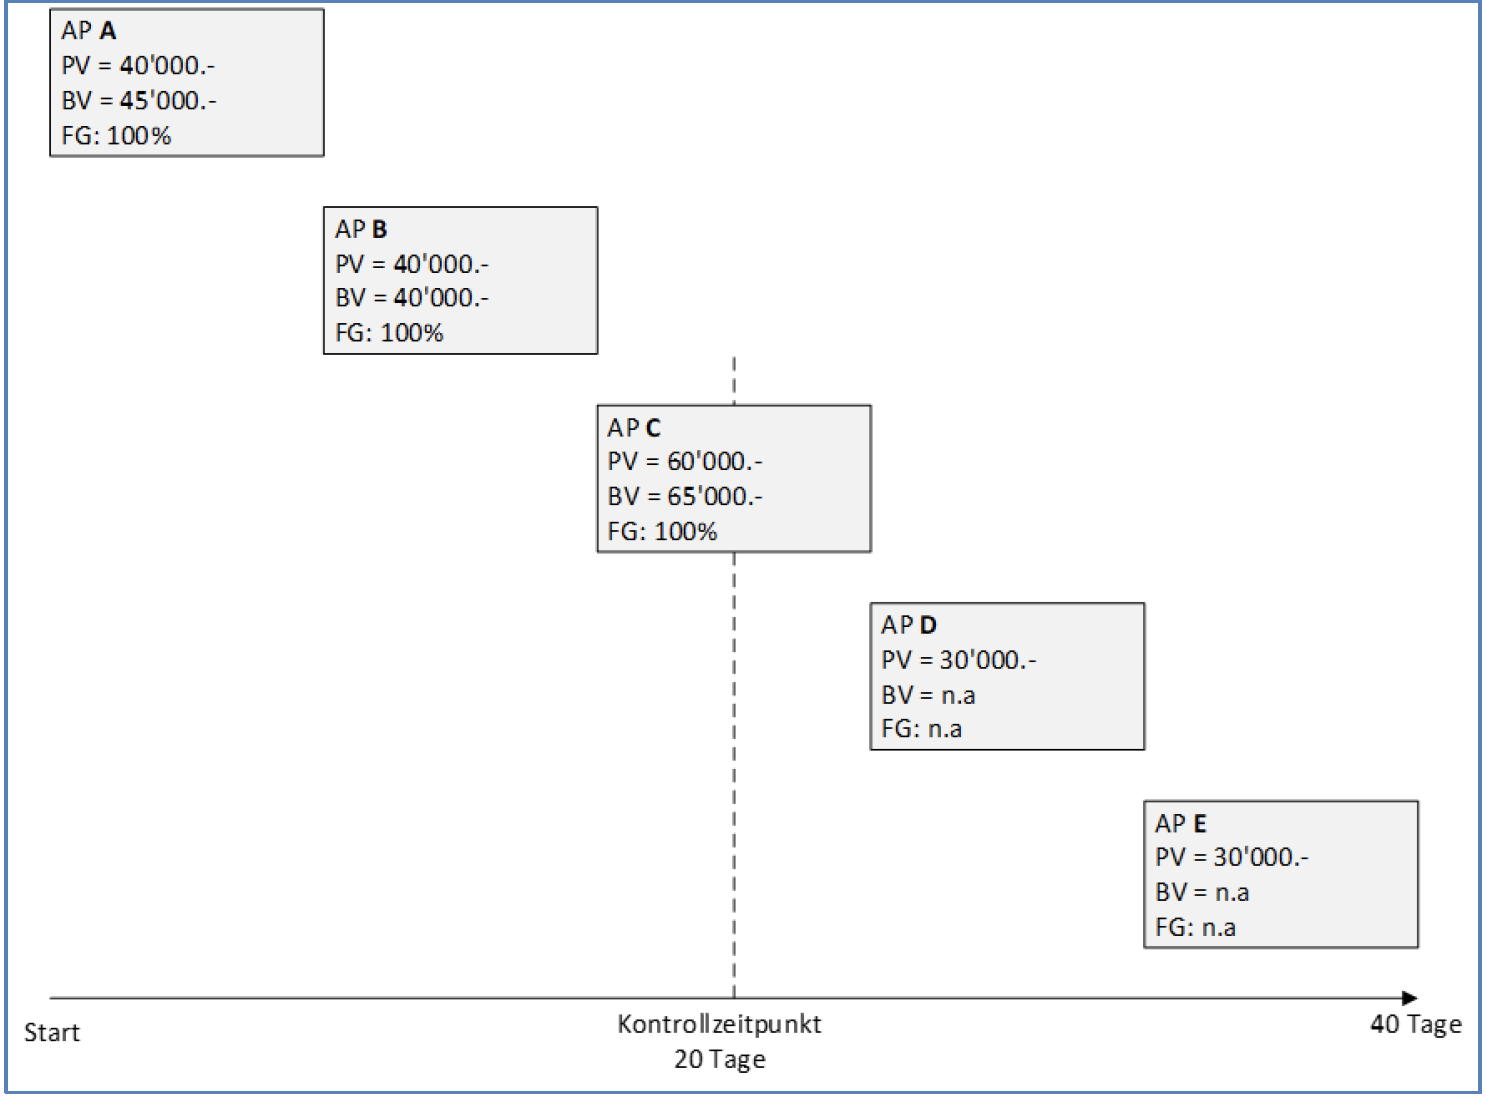 AP A
PV = 40'000.-
BV = 45'000.-
FG: 100%
AP B
PV = 40'000.-
BV = 40'000.-
FG: 100%
AP C
PV = 60'000.-
BV = 65'000.-
FG: 100%
AP D
PV = 30'000.-
BV = n.a
FG: n.a
AP E
PV = 30'000.-
BV = n.a
FG: n.a
Start
Kontrollzeitpunkt
20 Tage
40 Tage